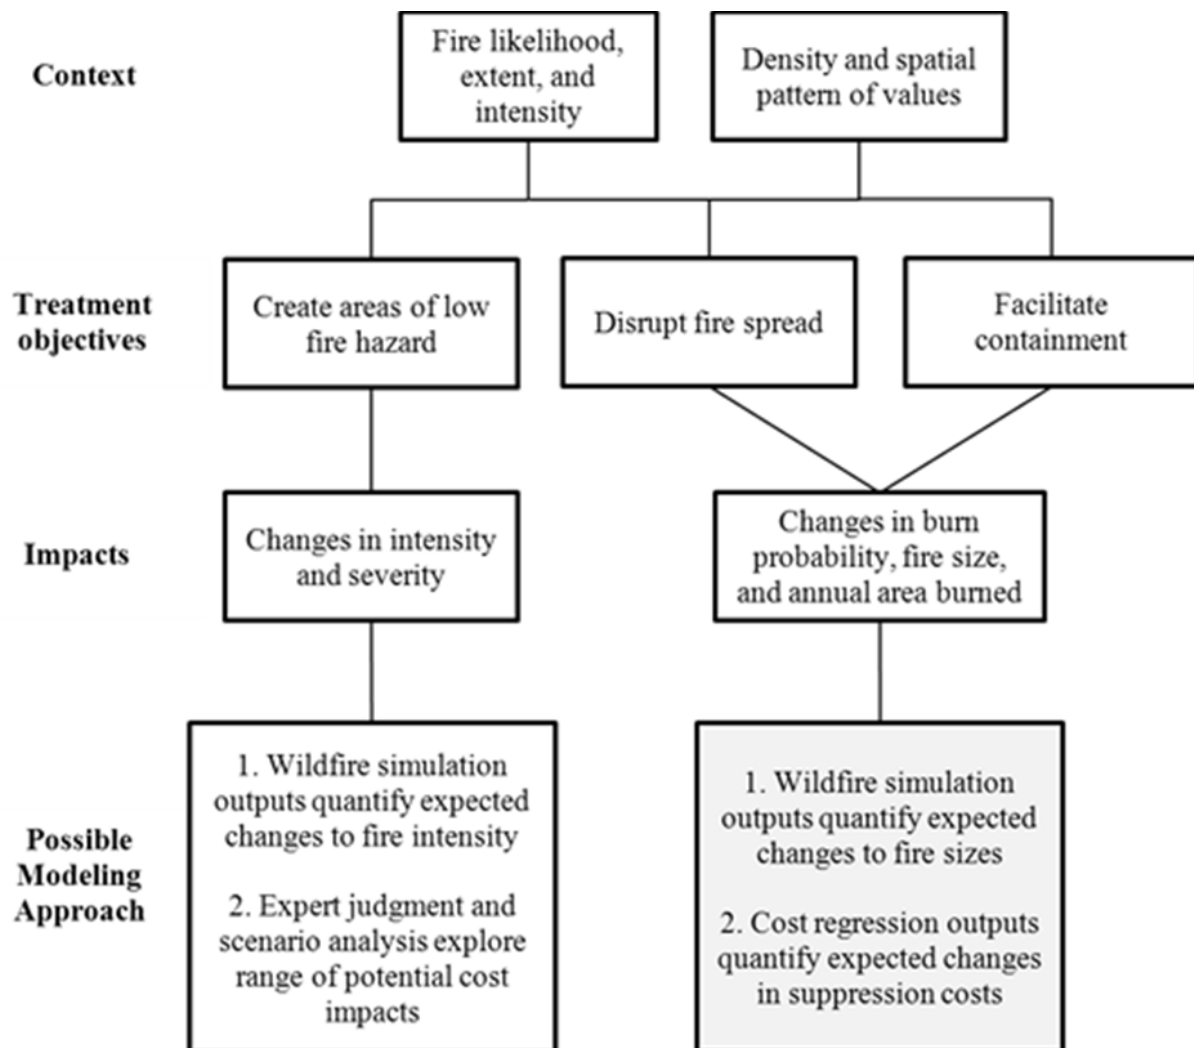 Context
Fire likelihood,
extent, and
intensity
Density and spatial
pattern of values
Treatment
objectives
Create areas of low
fire hazard
Disrupt fire spread
Facilitate
containment
Impacts
Changes in intensity
and severity
Changes in burn
probability, fire size,
and annual area burned
Possible
Modeling
Approach
1. Wildfire simulation
outputs quantify expected
changes to fire intensity
2. Expert judgment and
scenario analysis explore
range of potential cost
impacts
1. Wildfire simulation
outputs quantify expected
changes to fire sizes
2. Cost regression outputs
quantify expected changes
in suppression costs